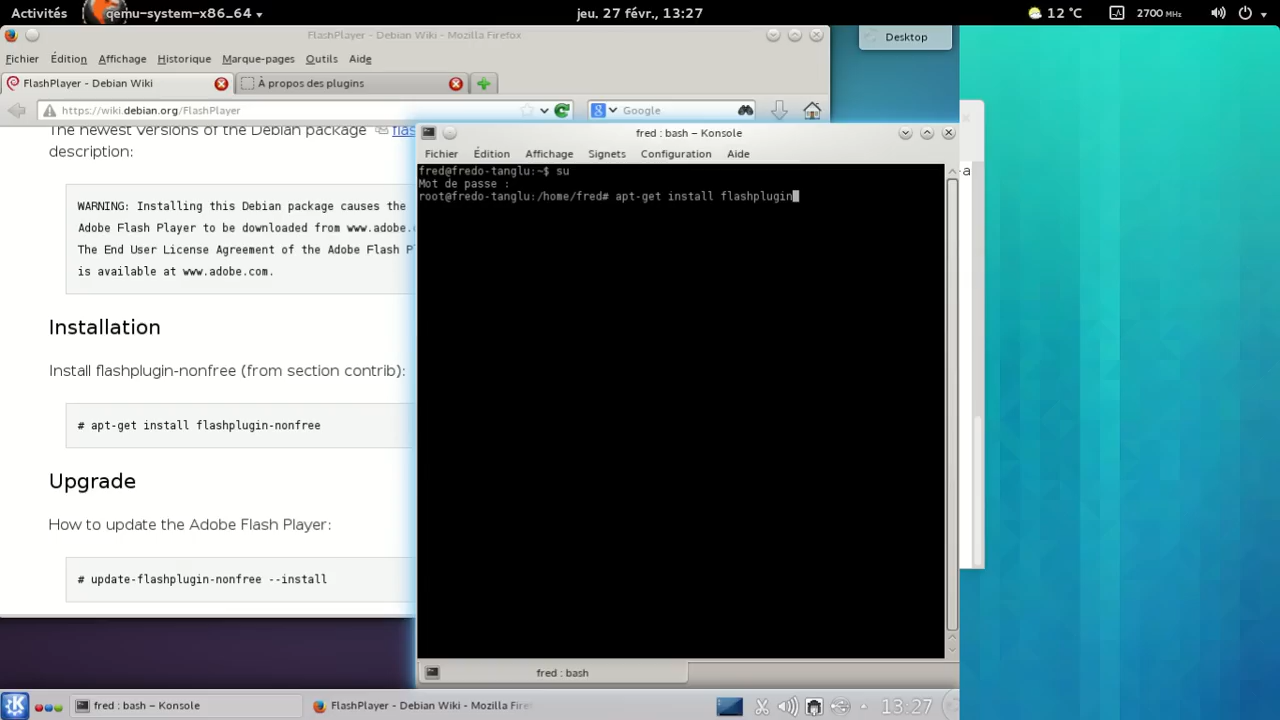 Activités
qemu-system-x86_64
jeu. 27 févr., 13:27
12 °C
2700 MHz
FlashPlayer - Debian Wiki - Mozilla Firefox
Desktop
Fichier Édition Affichage Historique Marque-pages Outils Aide
FlashPlayer - Debian Wiki
À propos des plugins
https://wiki.debian.org/FlashPlayer
Google
The newest versions of the Debian package flas
description:
WARNING: Installing this Debian package causes the
Adobe Flash Player to be downloaded from www.adobe.
The End User License Agreement of the Adobe Flash P
is available at www.adobe.com.
Installation
Install flashplugin-nonfree (from section contrib):
# apt-get install flashplugin-nonfree
Upgrade
How to update the Adobe Flash Player:
# update-flashplugin-nonfree --install
fred : bash – Konsole
Fichier Édition Affichage Signets Configuration Aide
fred@fredo-tanglu:~$ su
Mot de passe :
root@fredo-tanglu:/home/fred# apt-get install flashplugin
-a
fred : bash
fred : bash – Konsole
FlashPlayer - Debian Wiki - Mozilla Fire
13:27